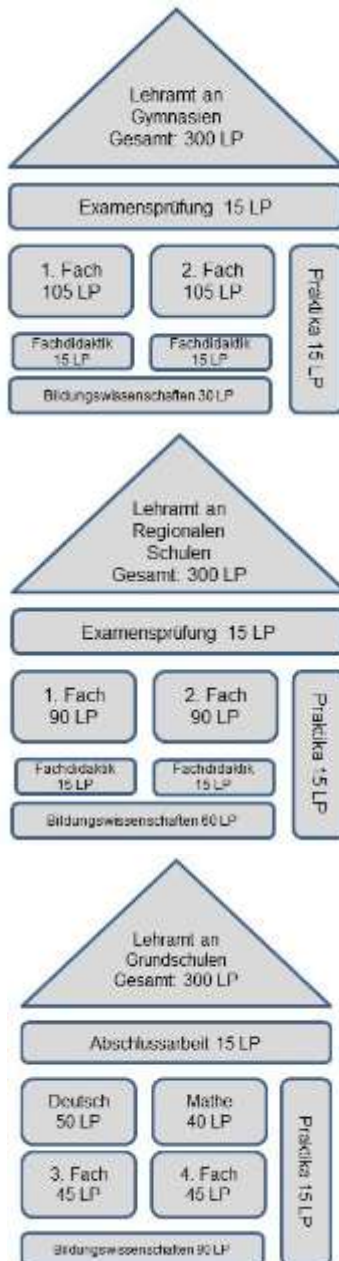 Lehramt an
Gymnasien
Gesamt: 300 LP
Examensprüfung 15 LP
1. Fach
105 LP
2. Fach
105 LP
Praktika 15 LP
Fachdidaktik
15 LP
Fachdidaktik
15 LP
Bildungswissenschaften 30 LP
Lehramt an
Regionalen
Schulen
Gesamt: 300 LP
Examensprüfung 15 LP
1. Fach
90 LP
2. Fach
90 LP
Praktika 15 LP
Fachdidaktik
15 LP
Fachdidaktik
15 LP
Bildungswissenschaften 60 LP
Lehramt an
Grundschulen
Gesamt: 300 LP
Abschlussarbeit 15 LP
Deutsch
50 LP
Mathe
40 LP
Praktika 15 LP
3. Fach
45 LP
4. Fach
45 LP
Bildungswissenschaften 90 LP